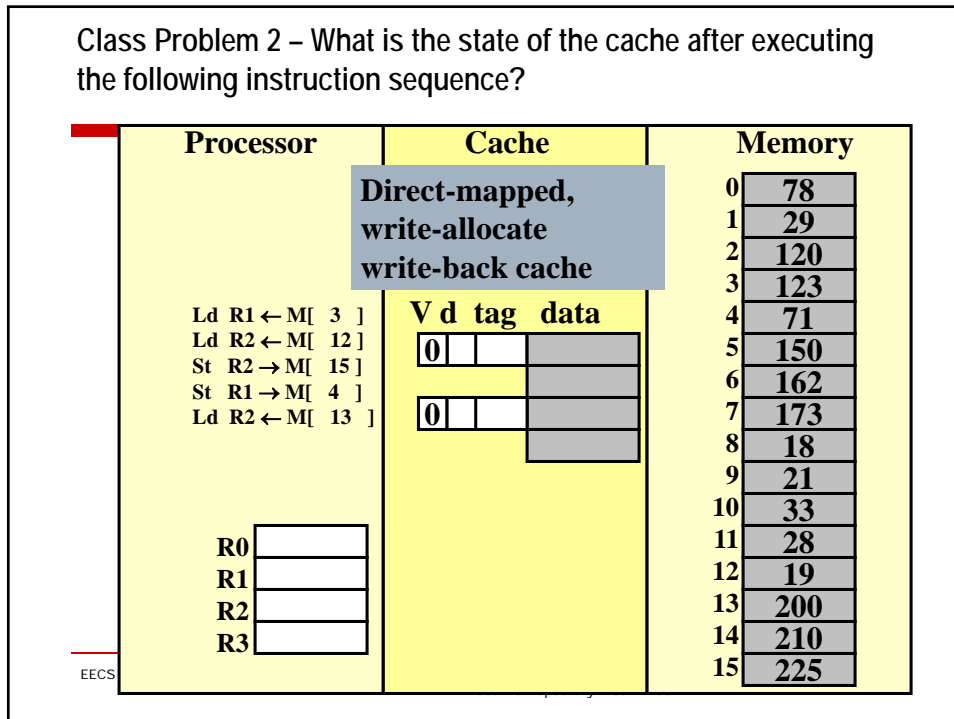 Class Problem 2 – What is the state of the cache after executing
the following instruction sequence?
Processor
Cache
Memory
Direct-mapped,
write-allocate
write-back cache
Ld R1 ← M[ 3 ]
Ld R2 ← M[ 12 ]
St R2 → M[ 15 ]
St R1 → M[ 4 ]
Ld R2 ← M[ 13 ]
V d tag data
0
0
R0
R1
R2
R3
0 78
1 29
2 120
3 123
4 71
5 150
6 162
7 173
8 18
9 21
10 33
11 28
12 19
13 200
14 210
15 225
EECS